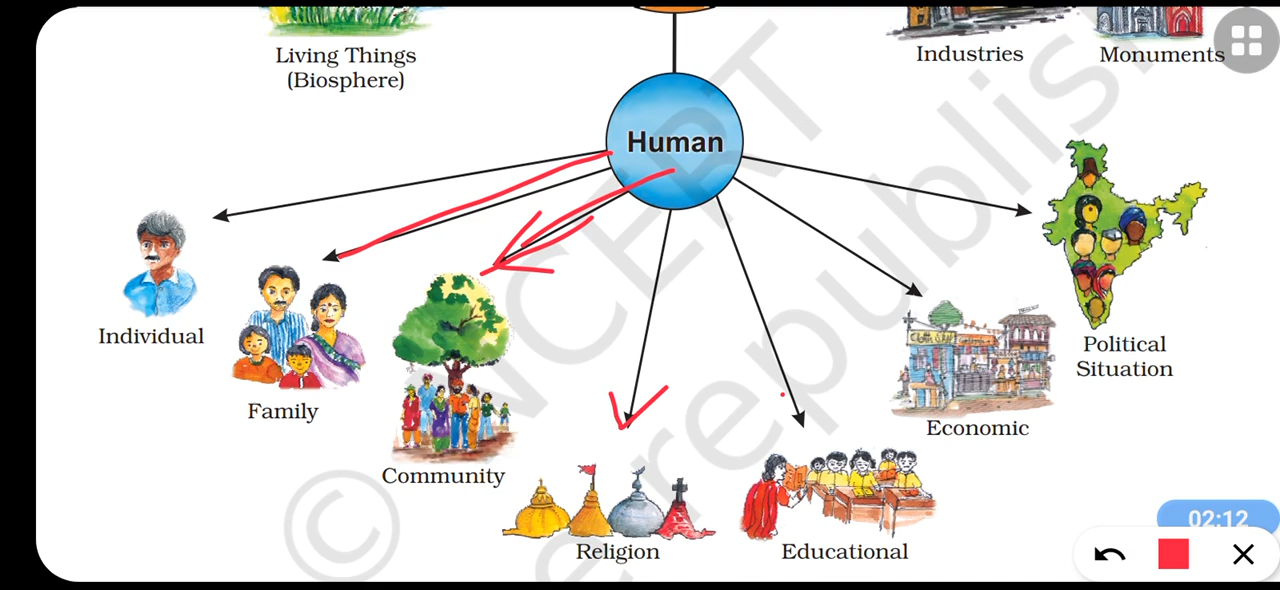 Living Things
(Biosphere)
Industries
Monuments
Human
Individual
Family
Community
Religion
Educational
Economic
Political
Situation
© NCERT
republis
02:12